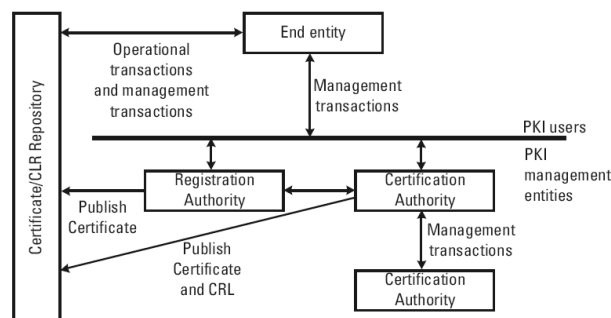 Certificate/CLR Repository
End entity
Operational
transactions
and management
transactions
Management
transactions
PKI users
PKI
management
entities
Registration
Authority
Certification
Authority
Publish
Certificate
Publish
Certificate
and CRL
Management
transactions
Certification
Authority